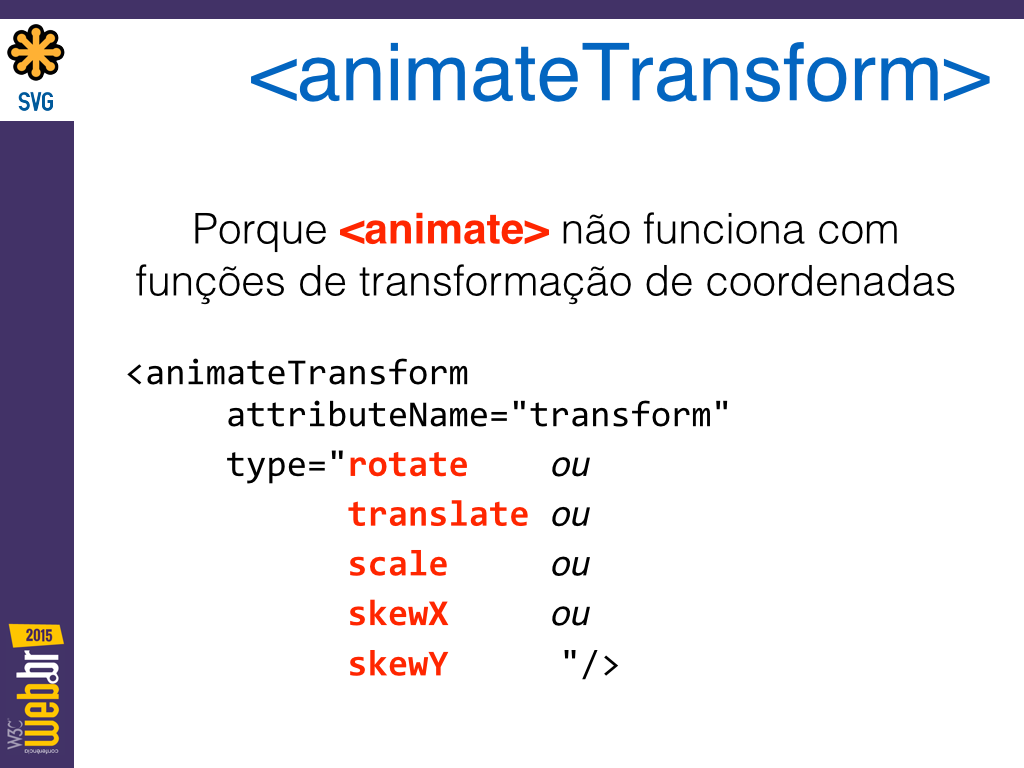 SVG
<animateTransform>
Porque <animate> não funciona com
funções de transformação de coordenadas
<animateTransform
attributeName="transform"
type="rotate ou
translate ou
scale ou
skewX ou
skewY "/>
2015
W3C
conferência
web.br